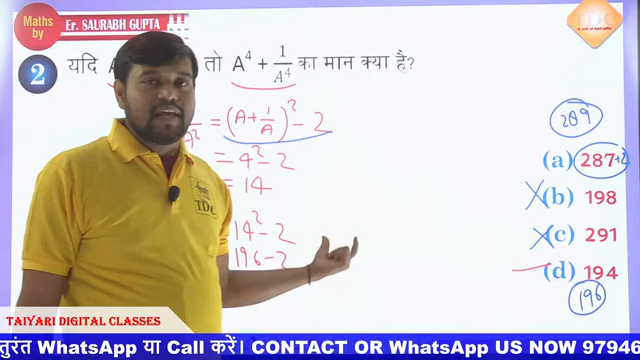 Maths by
Er. SAURABH GUPTA
TDC
2 यदि तो A⁴ + 1/A⁴ का मान क्या है?
= (A + 1/A)² - 2
= 4² - 2
= 14
14² - 2
196 - 2
289
(a) 287+2
(b) 198
(c) 291
(d) 194
196
TDC
TAIYARI DIGITAL CLASSES
तुरंत WhatsApp या Call करें। CONTACT OR WhatsApp US NOW 97946